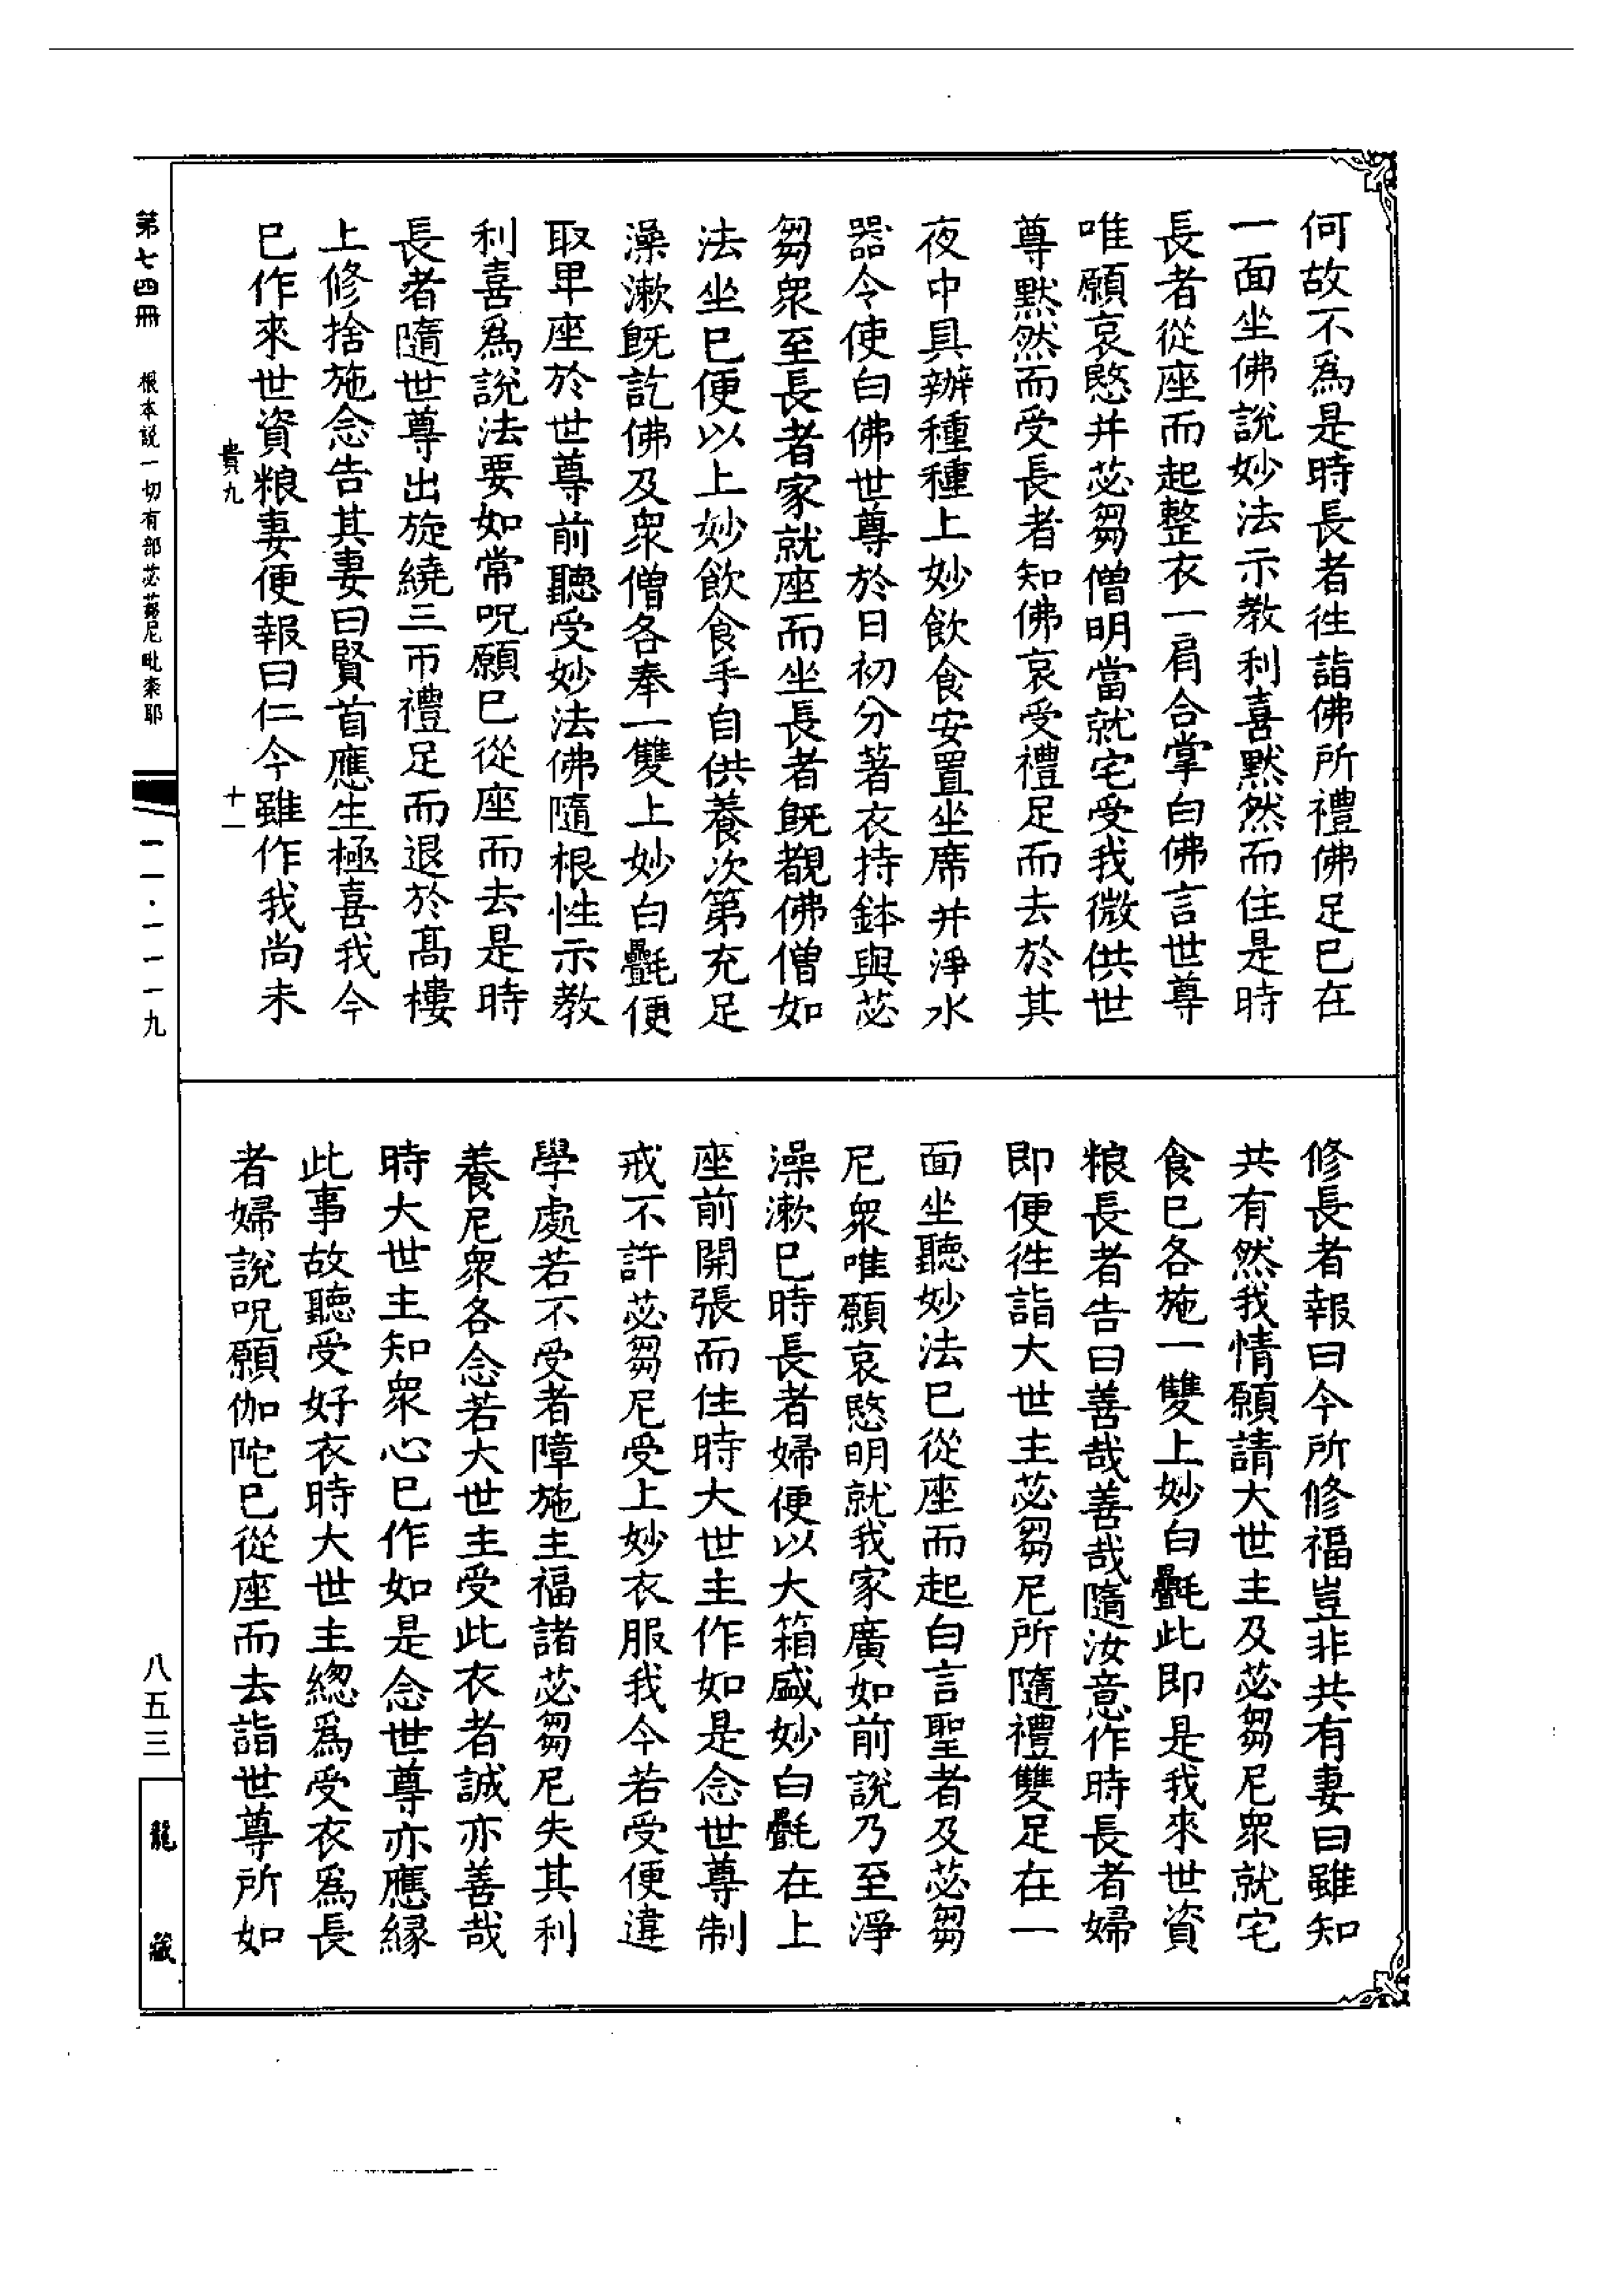 何故不爲是時長者徃詣佛所禮佛足已在
一面坐佛說妙法示教利喜默然而住是時
長者從座而起整衣一肩合掌白佛言世尊
唯願哀愍并苾芻僧明當就宅受我微供世
尊默然而受長者知佛哀受禮足而去於其
夜中具辦種種上妙飲食安置坐席并淨水
器令使白佛世尊於日初分著衣持鉢與苾
芻衆至長者家就座而坐長者旣覩佛僧如
法坐已便以上妙飲食手自供養次第充足
澡漱旣訖佛及衆僧各奉一雙上妙白㲲便
取卑座於世尊前聽受妙法佛隨根性示教
利喜爲說法要如常呪願已從座而去是時
長者隨世尊出旋繞三帀禮足而退於髙樓
上修捨施念告其妻曰賢首應生極喜我今
已作來世資粮妻便報曰仁今雖作我尚未
貴九
十一
修長者報曰今所修福豈非共有妻曰雖知
共有然我情願請大世主及苾芻尼衆就宅
食已各施一雙上妙白㲲此即是我來世資
粮長者告曰善哉善哉隨汝意作時長者婦
即便徃詣大世主苾芻尼所隨禮雙足在一
面坐聽妙法已從座而起白言聖者及苾芻
尼衆唯願哀愍明就我家廣如前說乃至淨
澡漱已時長者婦便以大箱盛妙白㲲在上
座前開張而住時大世主作如是念世尊制
戒不許苾芻尼受上妙衣服我今若受便違
學處若不受者障施主福諸苾芻尼失其利
養尼衆各念若大世主受此衣者誠亦善哉
時大世主知衆心已作如是念世尊亦應緣
此事故聽受好衣時大世主緫爲受衣爲長
者婦說呪願伽陀已從座而去詣世尊所如
第七四冊
根本説一切有部苾蒭尼毗柰耶
一一·一一一九
八五三
龍藏